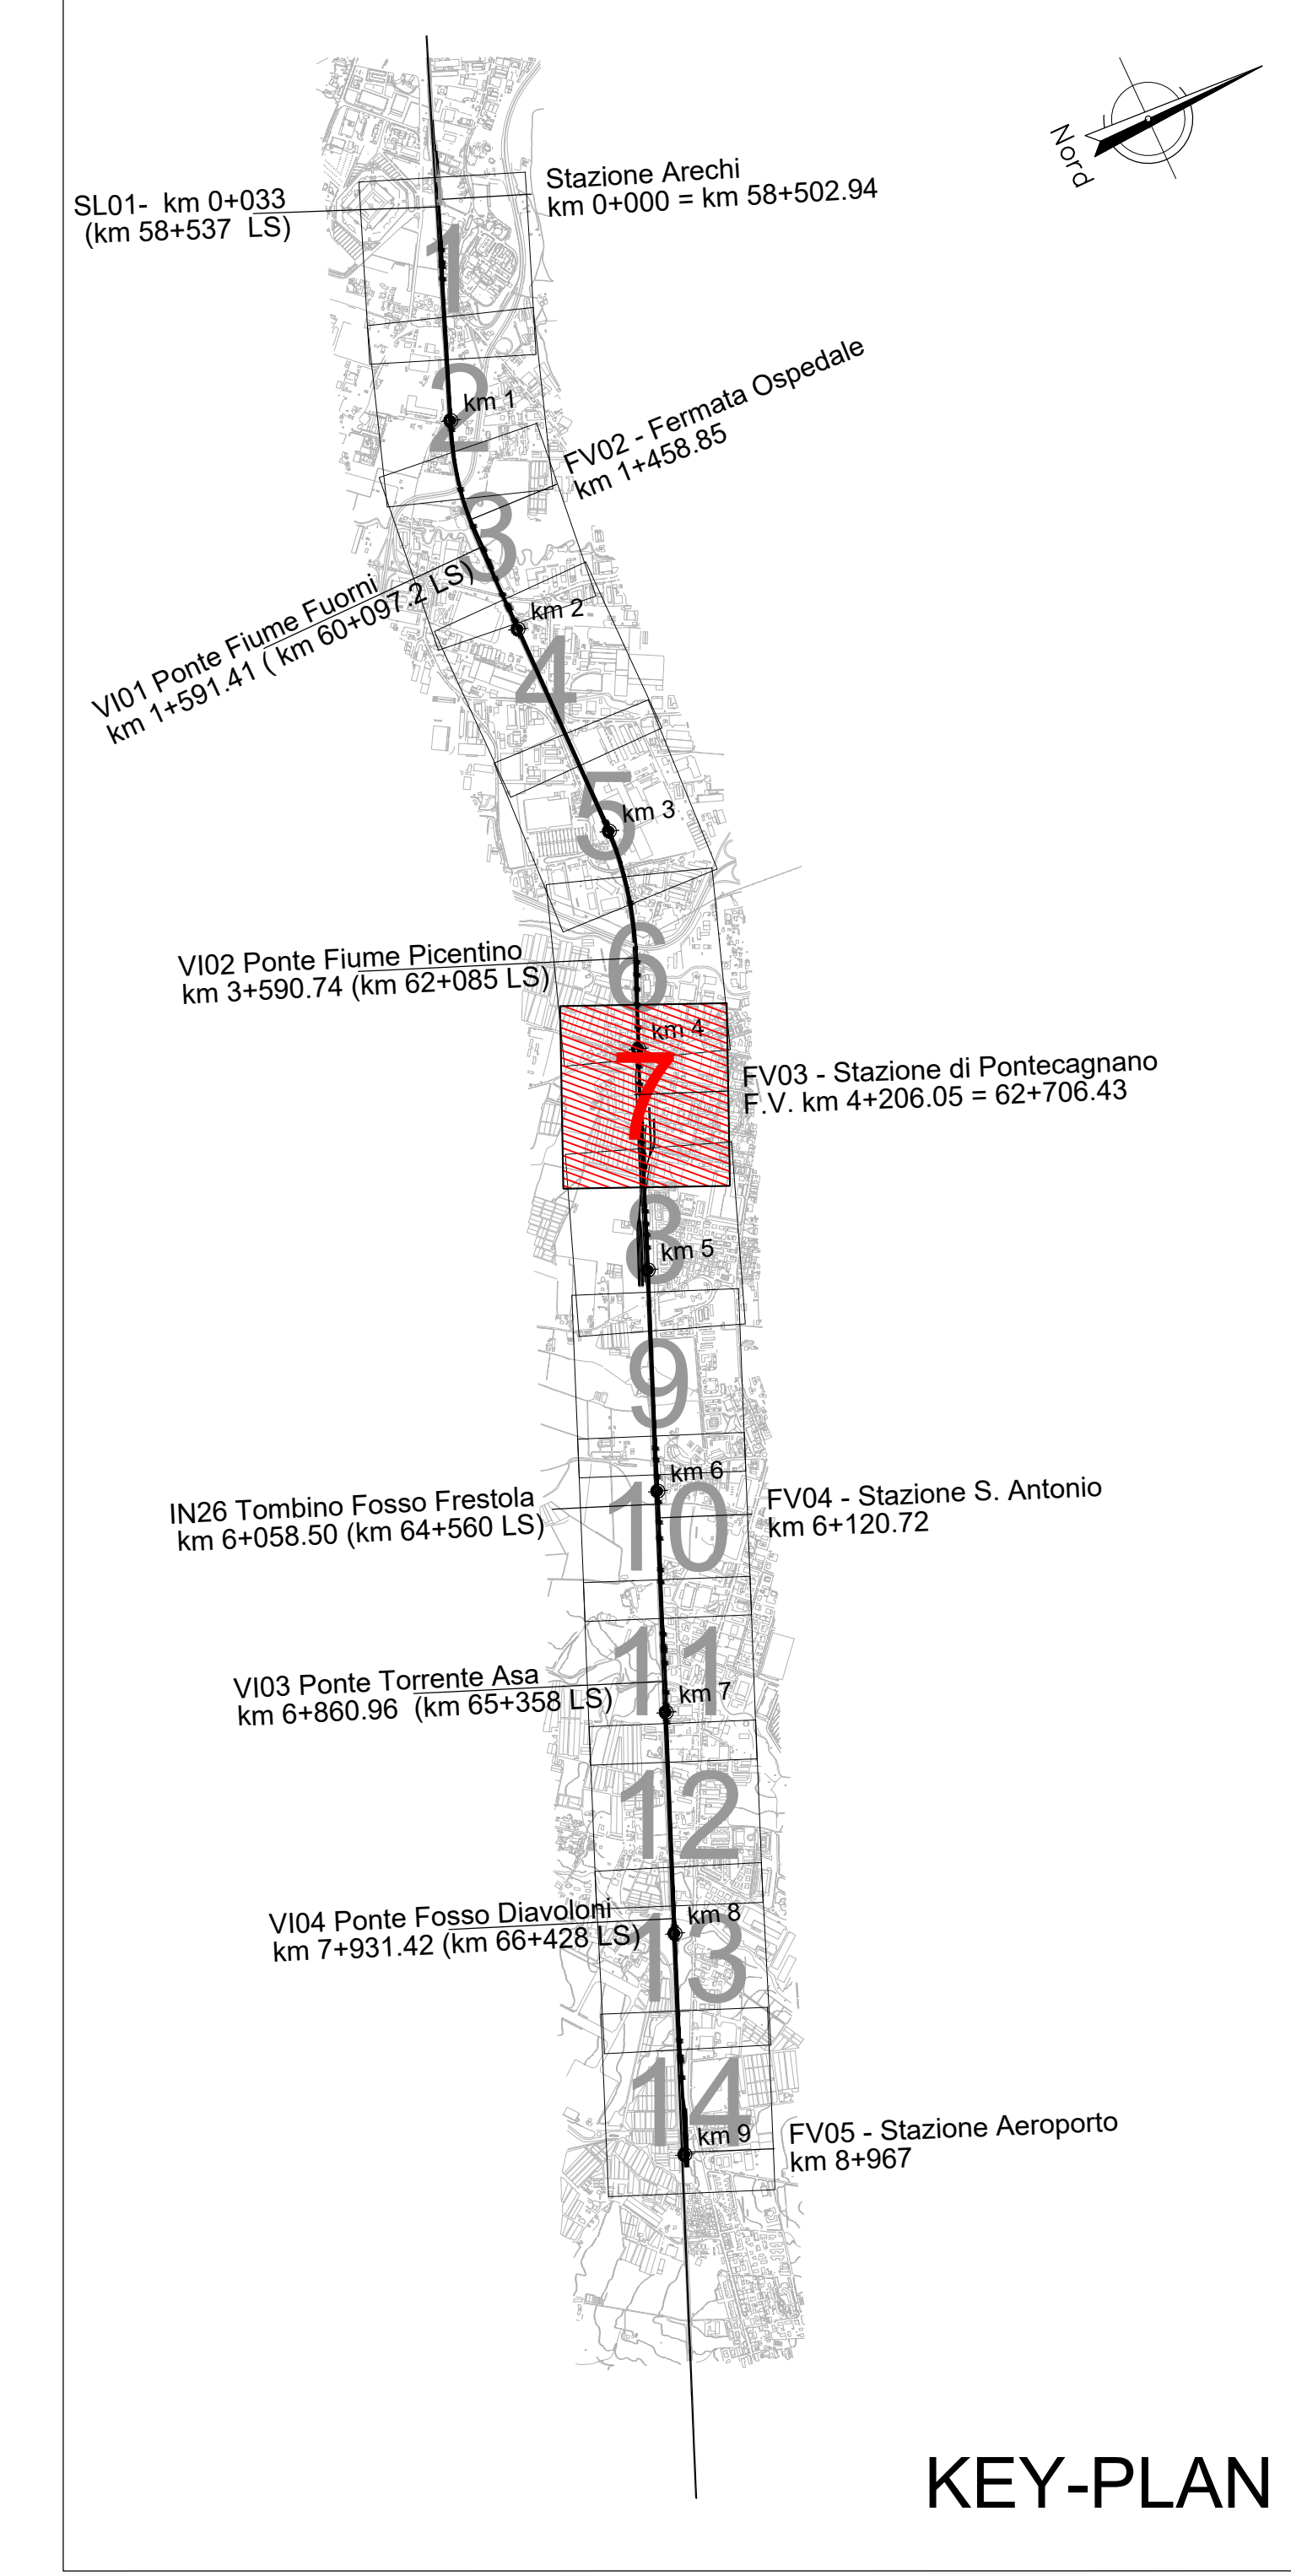 Nord
SL01- km 0+033
(km 58+537 LS)
Stazione Arechi
km 0+000 = km 58+502.94
1
2
km 1
FV02 - Fermata Ospedale
km 1+458.85
3
VI01 Ponte Fiume Fuorni
km 1+591.41 ( km 60+097.2 LS)
km 2
4
5
km 3
VI02 Ponte Fiume Picentino
km 3+590.74 (km 62+085 LS)
6
km 4
7
FV03 - Stazione di Pontecagnano
F.V. km 4+206.05 = 62+706.43
8
km 5
9
km 6
IN26 Tombino Fosso Frestola
km 6+058.50 (km 64+560 LS)
10
FV04 - Stazione S. Antonio
km 6+120.72
11
VI03 Ponte Torrente Asa
km 6+860.96 (km 65+358 LS)
km 7
12
VI04 Ponte Fosso Diavoloni
km 7+931.42 (km 66+428 LS)
km 8
13
14
km 9
FV05 - Stazione Aeroporto
km 8+967
KEY-PLAN